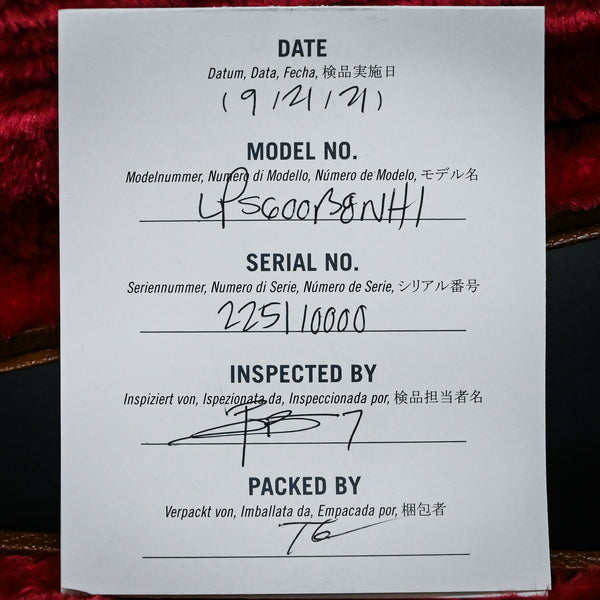 DATE
Datum, Data, Fecha, 検品実施日
(9/21/21)
MODEL NO.
Modelnummer, Numero di Modello, Número de Modelo, モデル名
LPS600B8NH1
SERIAL NO.
Seriennummer, Numero di Serie, Número de Serie, シリアル番号
225110000
INSPECTED BY
Inspiziert von, Ispezionata da, Inspeccionada por, 検品担当者名
7
PACKED BY
Verpackt von, Imballata da, Empacada por, 梱包者
TG